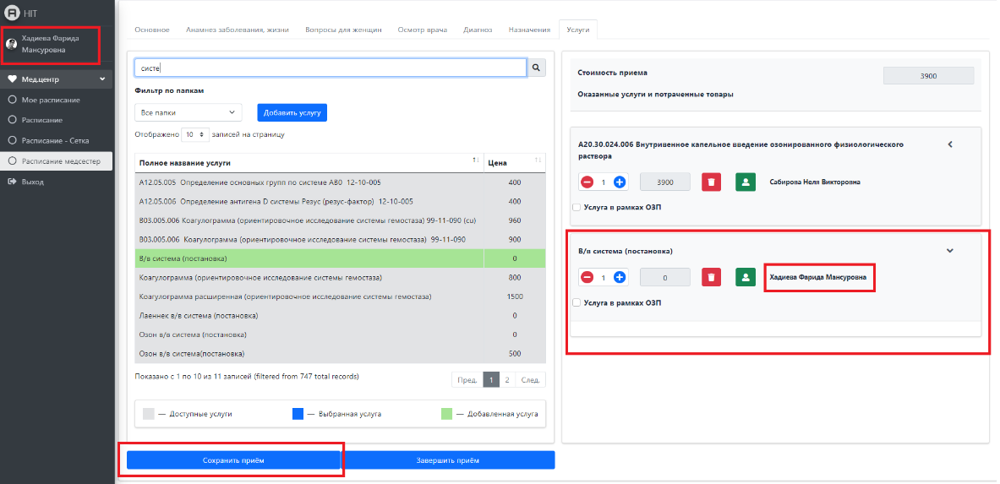 HIT
Хадиева Фарида
Мансуровна
Мед.центр
Мое расписание
Расписание
Расписание - Сетка
Расписание медсестер
Выход
Основное Анамнез заболевания, жизни Вопросы для женщин Осмотр врача Диагноз Назначения Услуги
систе
Фильтр по папкам
Все папки Добавить услугу
Отображено 10 записей на страницу
Полное название услуги Цена
A12.05.005 Определение основных групп по системе AB0 12-10-005 400
A12.05.006 Определение антигена D системы Резус (резус-фактор) 12-10-005 400
B03.005.006 Коагулограмма (ориентировочное исследование системы гемостаза) 99-11-090 (cu) 960
B03.005.006 Коагулограмма (ориентировочное исследование системы гемостаза) 99-11-090 900
В/в система (постановка) 0
Коагулограмма (ориентировочное исследование системы гемостаза) 800
Коагулограмма расширенная (ориентировочное исследование системы гемостаза) 1500
Лаеннек в/в система (постановка) 0
Озон в/в система (постановка) 0
Озон в/в система(постановка) 500
Показано с 1 по 10 из 11 записей (filtered from 747 total records)
Пред. 1 2 След.
— Доступные услуги — Выбранная услуга — Добавленная услуга
Сохранить приём Завершить приём
Стоимость приема 3900
Оказанные услуги и потраченные товары
A20.30.024.006 Внутривенное капельное введение озонированного физиологического
раствора
1 3900 Сабирова Неля Викторовна
Услуга в рамках ОЗП
В/в система (постановка)
1 0 Хадиева Фарида Мансуровна
Услуга в рамках ОЗП